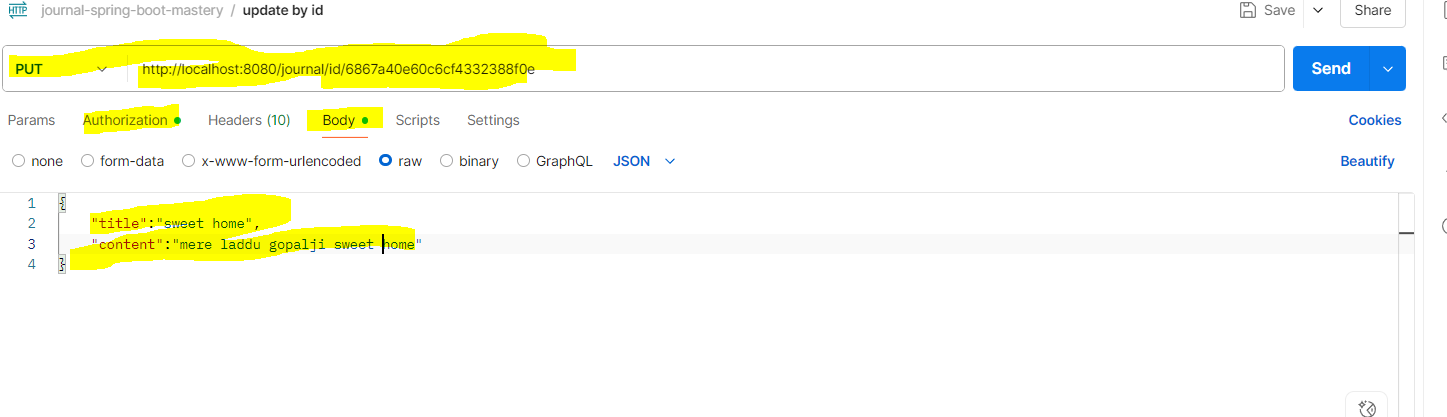 HTTP journal-spring-boot-mastery / update by id Save Share
PUT http://localhost:8080/journal/id/6867a40e60c6cf4332388f0e Send
Params Authorization Headers (10) Body Scripts Settings Cookies
none form-data x-www-form-urlencoded raw binary GraphQL JSON Beautify
1 {
2 "title":"sweet home",
3 "content":"mere laddu gopalji sweet home"
4 }